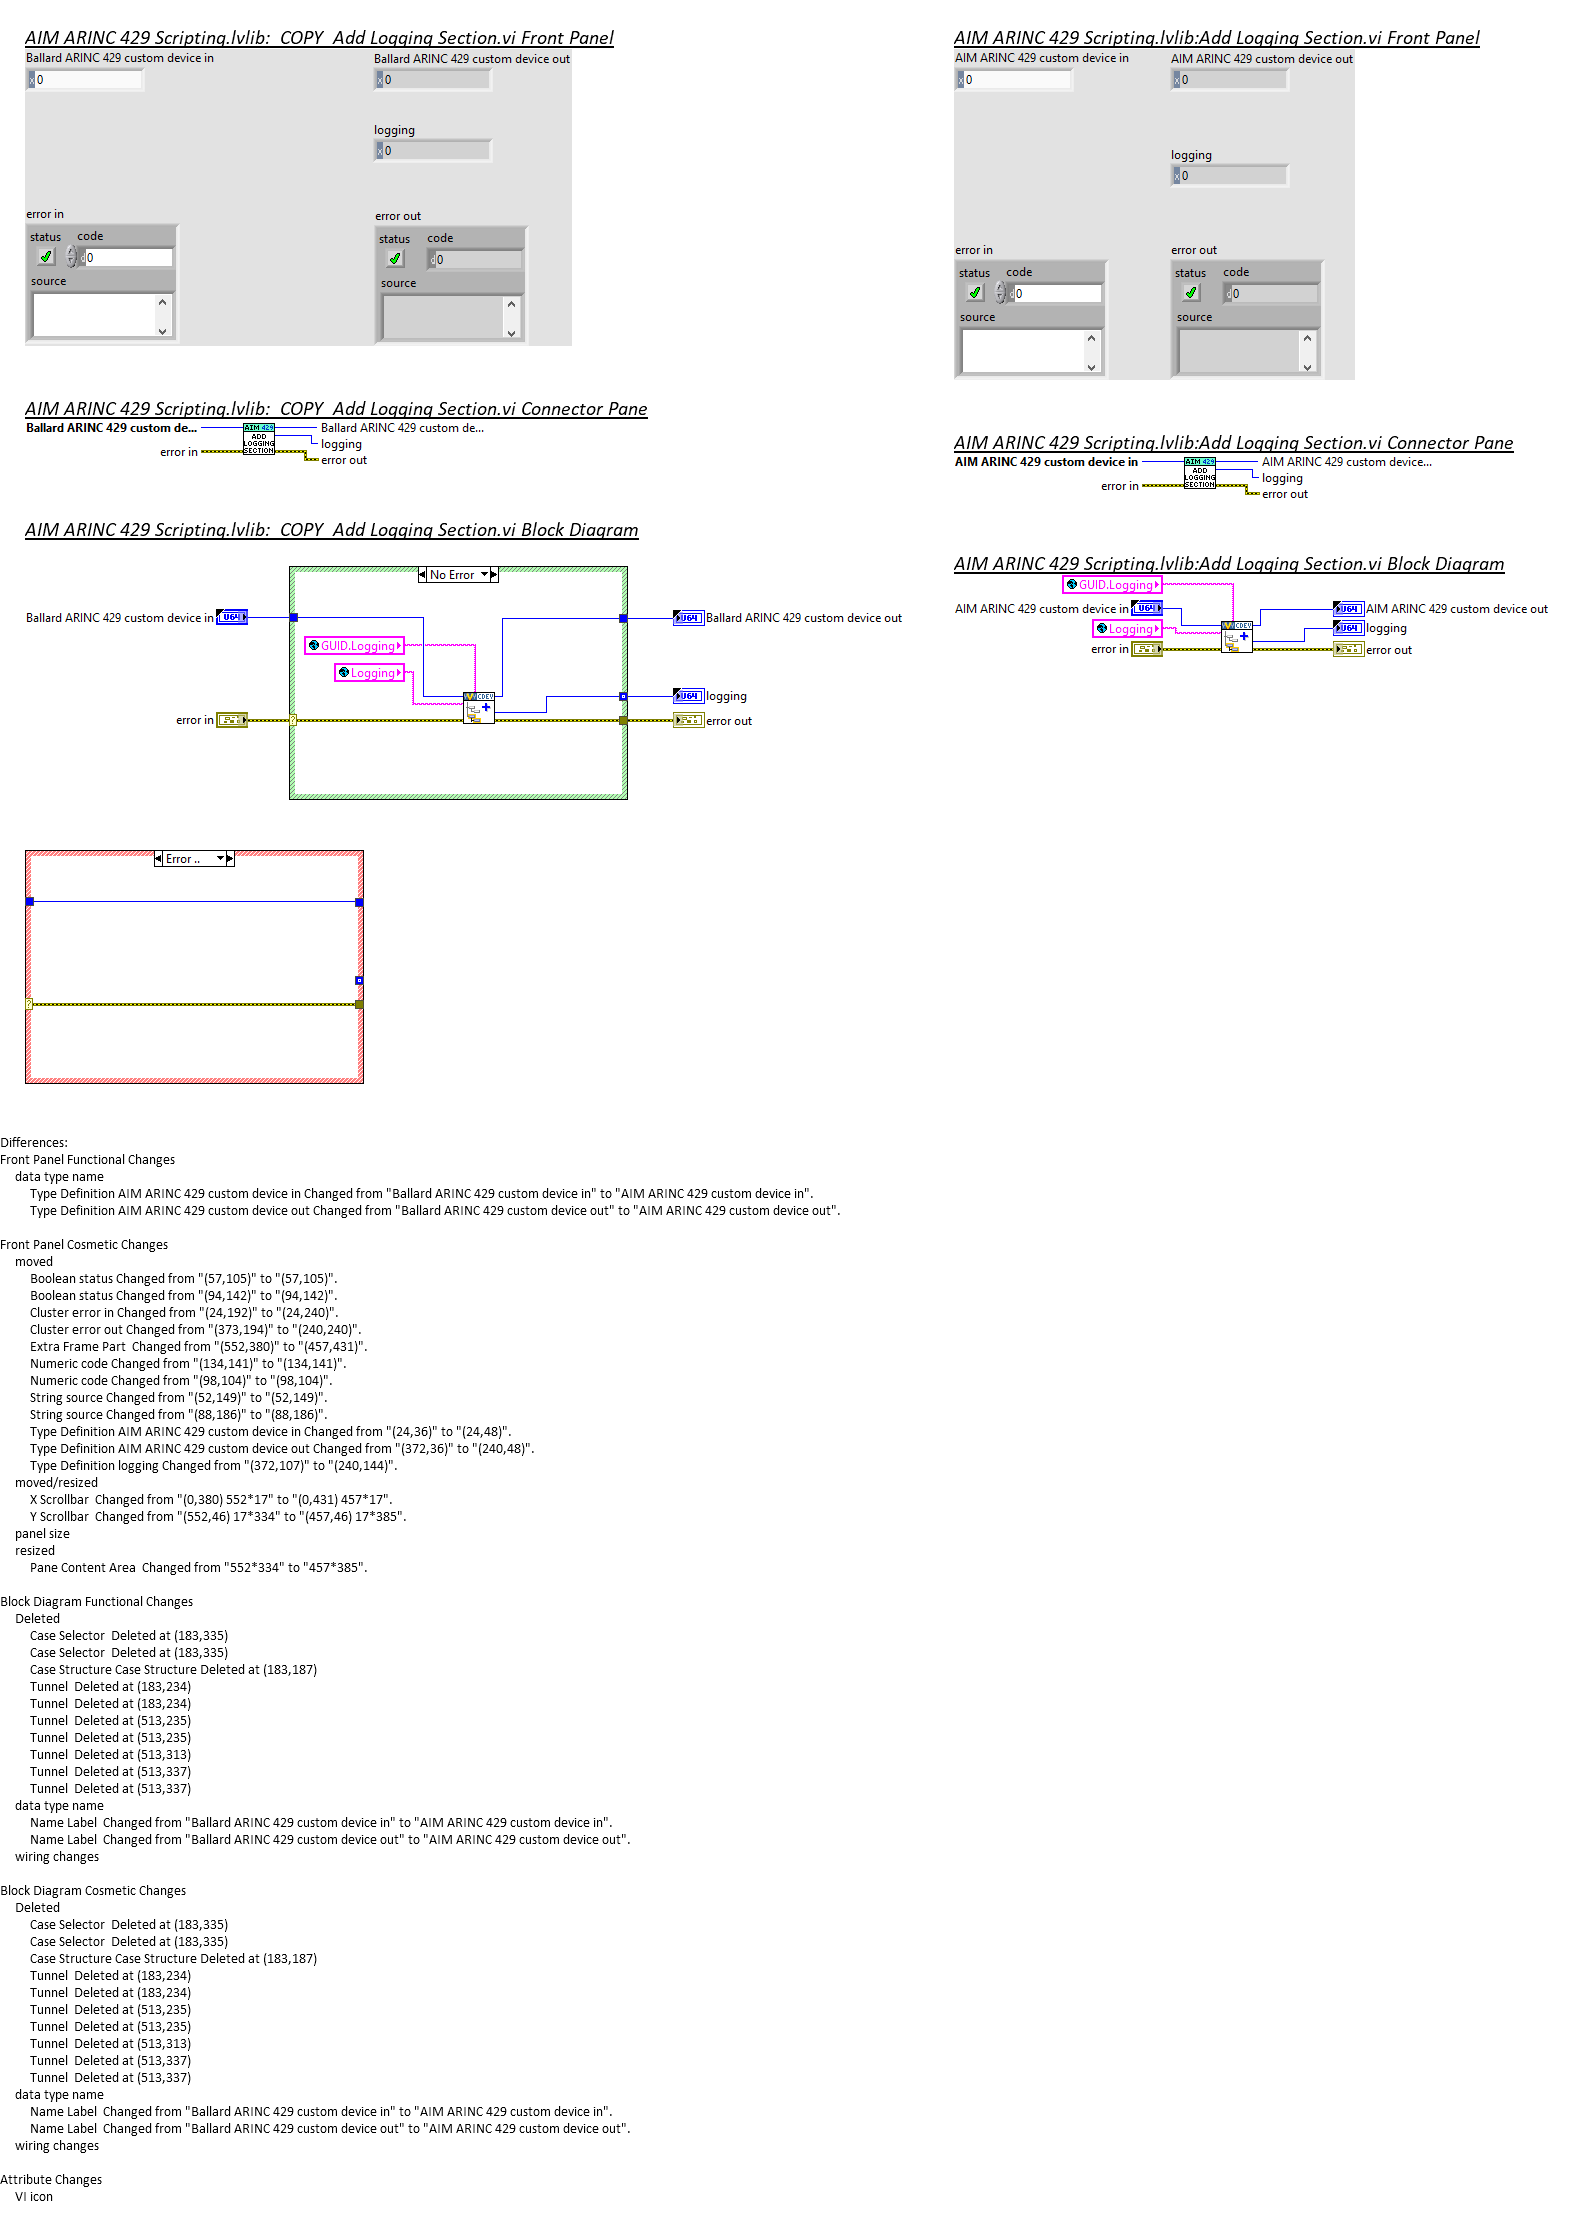 AIM ARINC 429 Scripting.lvlib:  COPY  Add Logging Section.vi Front Panel
Ballard ARINC 429 custom device in
x 0
Ballard ARINC 429 custom device out
x 0
logging
x 0
error in
status
code
d 0
source
error out
status
code
d 0
source
AIM ARINC 429 Scripting.lvlib:Add Logging Section.vi Front Panel
AIM ARINC 429 custom device in
x 0
AIM ARINC 429 custom device out
x 0
logging
x 0
error in
status
code
d 0
source
error out
status
code
d 0
source
AIM ARINC 429 Scripting.lvlib:  COPY  Add Logging Section.vi Connector Pane
Ballard ARINC 429 custom de...
error in
AIM 429
ADD
LOGGING
SECTION
Ballard ARINC 429 custom de...
logging
error out
AIM ARINC 429 Scripting.lvlib:Add Logging Section.vi Connector Pane
AIM ARINC 429 custom device in
error in
AIM 429
ADD
LOGGING
SECTION
AIM ARINC 429 custom device...
logging
error out
AIM ARINC 429 Scripting.lvlib:  COPY  Add Logging Section.vi Block Diagram
No Error
Ballard ARINC 429 custom device in
U64
GUID.Logging
Logging
CDEV
error in
?
U64
Ballard ARINC 429 custom device out
U64
logging
error out
Error ..
?
AIM ARINC 429 Scripting.lvlib:Add Logging Section.vi Block Diagram
GUID.Logging
AIM ARINC 429 custom device in
U64
Logging
error in
CDEV
U64
AIM ARINC 429 custom device out
U64
logging
error out
Differences:
Front Panel Functional Changes
data type name
Type Definition AIM ARINC 429 custom device in Changed from "Ballard ARINC 429 custom device in" to "AIM ARINC 429 custom device in".
Type Definition AIM ARINC 429 custom device out Changed from "Ballard ARINC 429 custom device out" to "AIM ARINC 429 custom device out".
Front Panel Cosmetic Changes
moved
Boolean status Changed from "(57,105)" to "(57,105)".
Boolean status Changed from "(94,142)" to "(94,142)".
Cluster error in Changed from "(24,192)" to "(24,240)".
Cluster error out Changed from "(373,194)" to "(240,240)".
Extra Frame Part  Changed from "(552,380)" to "(457,431)".
Numeric code Changed from "(134,141)" to "(134,141)".
Numeric code Changed from "(98,104)" to "(98,104)".
String source Changed from "(52,149)" to "(52,149)".
String source Changed from "(88,186)" to "(88,186)".
Type Definition AIM ARINC 429 custom device in Changed from "(24,36)" to "(24,48)".
Type Definition AIM ARINC 429 custom device out Changed from "(372,36)" to "(240,48)".
Type Definition logging Changed from "(372,107)" to "(240,144)".
moved/resized
X Scrollbar  Changed from "(0,380) 552*17" to "(0,431) 457*17".
Y Scrollbar  Changed from "(552,46) 17*334" to "(457,46) 17*385".
panel size
resized
Pane Content Area  Changed from "552*334" to "457*385".
Block Diagram Functional Changes
Deleted
Case Selector  Deleted at (183,335)
Case Selector  Deleted at (183,335)
Case Structure Case Structure Deleted at (183,187)
Tunnel  Deleted at (183,234)
Tunnel  Deleted at (183,234)
Tunnel  Deleted at (513,235)
Tunnel  Deleted at (513,235)
Tunnel  Deleted at (513,313)
Tunnel  Deleted at (513,337)
Tunnel  Deleted at (513,337)
data type name
Name Label  Changed from "Ballard ARINC 429 custom device in" to "AIM ARINC 429 custom device in".
Name Label  Changed from "Ballard ARINC 429 custom device out" to "AIM ARINC 429 custom device out".
wiring changes
Block Diagram Cosmetic Changes
Deleted
Case Selector  Deleted at (183,335)
Case Selector  Deleted at (183,335)
Case Structure Case Structure Deleted at (183,187)
Tunnel  Deleted at (183,234)
Tunnel  Deleted at (183,234)
Tunnel  Deleted at (513,235)
Tunnel  Deleted at (513,235)
Tunnel  Deleted at (513,313)
Tunnel  Deleted at (513,337)
Tunnel  Deleted at (513,337)
data type name
Name Label  Changed from "Ballard ARINC 429 custom device in" to "AIM ARINC 429 custom device in".
Name Label  Changed from "Ballard ARINC 429 custom device out" to "AIM ARINC 429 custom device out".
wiring changes
Attribute Changes
VI icon